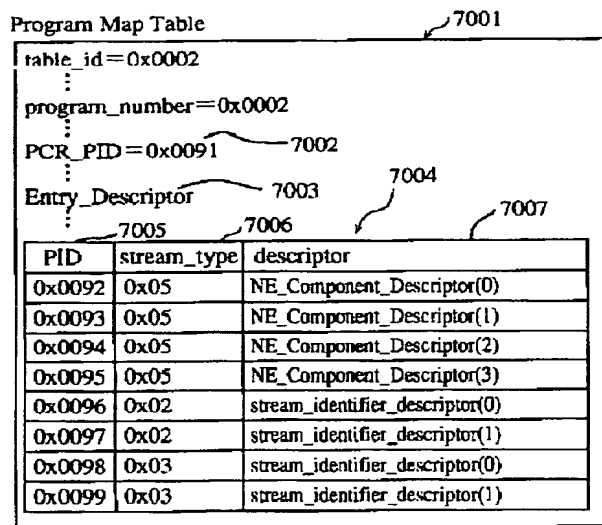 Program Map Table 7001
table_id=0x0002
program_number=0x0002
PCR_PID=0x0091 7002
Entry_Descriptor 7003 7004
7005 7006 7007
PID stream_type descriptor
0x0092 0x05 NE_Component_Descriptor(0)
0x0093 0x05 NE_Component_Descriptor(1)
0x0094 0x05 NE_Component_Descriptor(2)
0x0095 0x05 NE_Component_Descriptor(3)
0x0096 0x02 stream_identifier_descriptor(0)
0x0097 0x02 stream_identifier_descriptor(1)
0x0098 0x03 stream_identifier_descriptor(0)
0x0099 0x03 stream_identifier_descriptor(1)